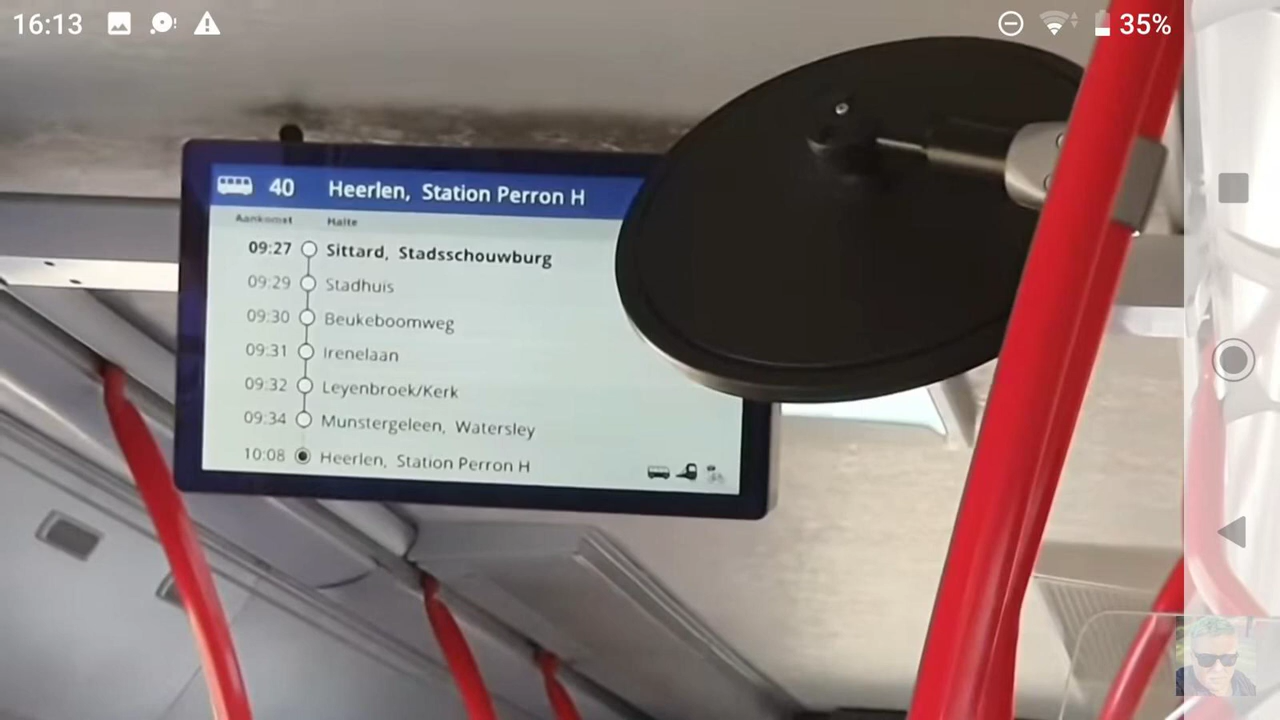 16:13
35%
40 Heerlen, Station Perron H
Aankomst Halte
09:27 Sittard, Stadsschouwburg
09:29 Stadhuis
09:30 Beukeboomweg
09:31 Irenelaan
09:32 Leyenbroek/Kerk
09:34 Munstergeleen, Watersley
10:08 Heerlen, Station Perron H